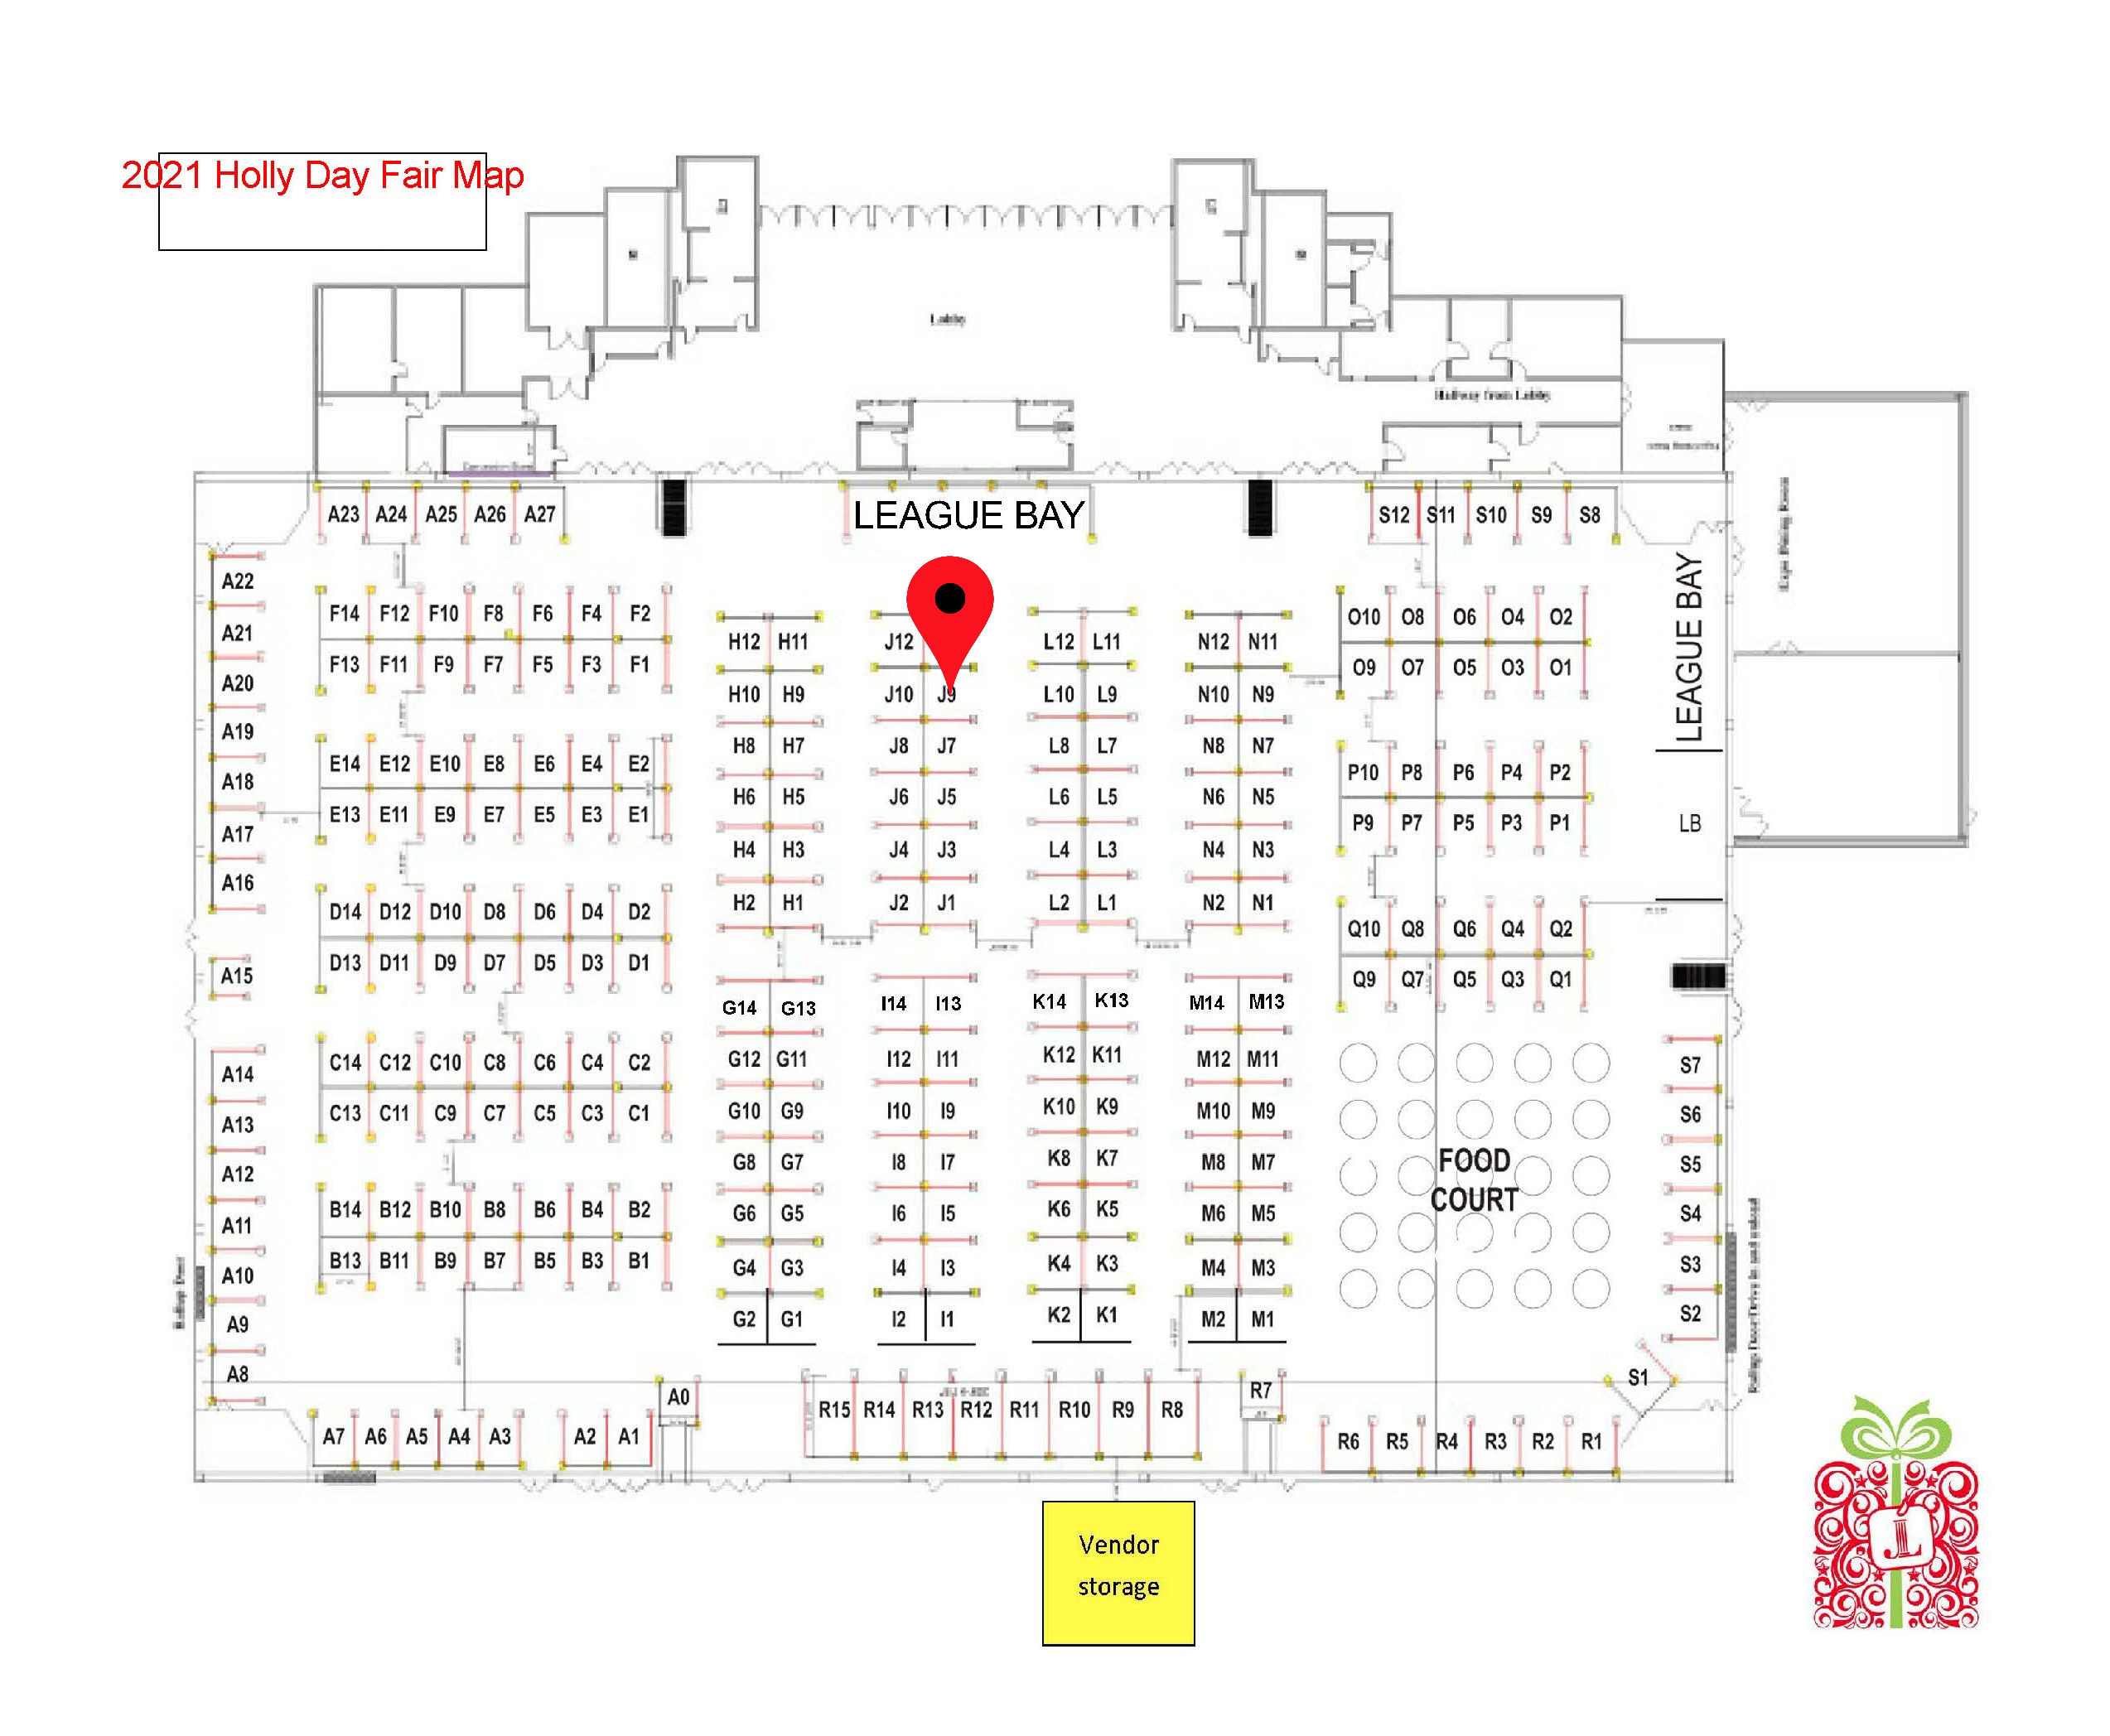 2021 Holly Day Fair Map
Lobby
Hallway from Lobby
LEAGUE BAY
A23 A24 A25 A26 A27
S12 S11 S10 S9 S8
A22
A21
A20
A19
A18
A17
A16
A15
A14
A13
A12
A11
A10
A9
A8
F14 F12 F10 F8 F6 F4 F2
F13 F11 F9 F7 F5 F3 F1
E14 E12 E10 E8 E6 E4 E2
E13 E11 E9 E7 E5 E3 E1
D14 D12 D10 D8 D6 D4 D2
D13 D11 D9 D7 D5 D3 D1
C14 C12 C10 C8 C6 C4 C2
C13 C11 C9 C7 C5 C3 C1
B14 B12 B10 B8 B6 B4 B2
B13 B11 B9 B7 B5 B3 B1
H12 H11 J12 L12 L11 N12 N11
H10 H9 J10 J9 L10 L9 N10 N9
H8 H7 J8 J7 L8 L7 N8 N7
H6 H5 J6 J5 L6 L5 N6 N5
H4 H3 J4 J3 L4 L3 N4 N3
H2 H1 J2 J1 L2 L1 N2 N1
G14 G13 I14 I13 K14 K13 M14 M13
G12 G11 I12 I11 K12 K11 M12 M11
G10 G9 I10 I9 K10 K9 M10 M9
G8 G7 I8 I7 K8 K7 M8 M7
G6 G5 I6 I5 K6 K5 M6 M5
G4 G3 I4 I3 K4 K3 M4 M3
G2 G1 I2 I1 K2 K1 M2 M1
O10 O8 O6 O4 O2
O9 O7 O5 O3 O1
P10 P8 P6 P4 P2
P9 P7 P5 P3 P1
Q10 Q8 Q6 Q4 Q2
Q9 Q7 Q5 Q3 Q1
LEAGUE BAY
LB
FOOD
COURT
S7
S6
S5
S4
S3
S2
S1
A7 A6 A5 A4 A3 A2 A1
A0
R15 R14 R13 R12 R11 R10 R9 R8
R7
R6 R5 R4 R3 R2 R1
Vendor
storage
JL